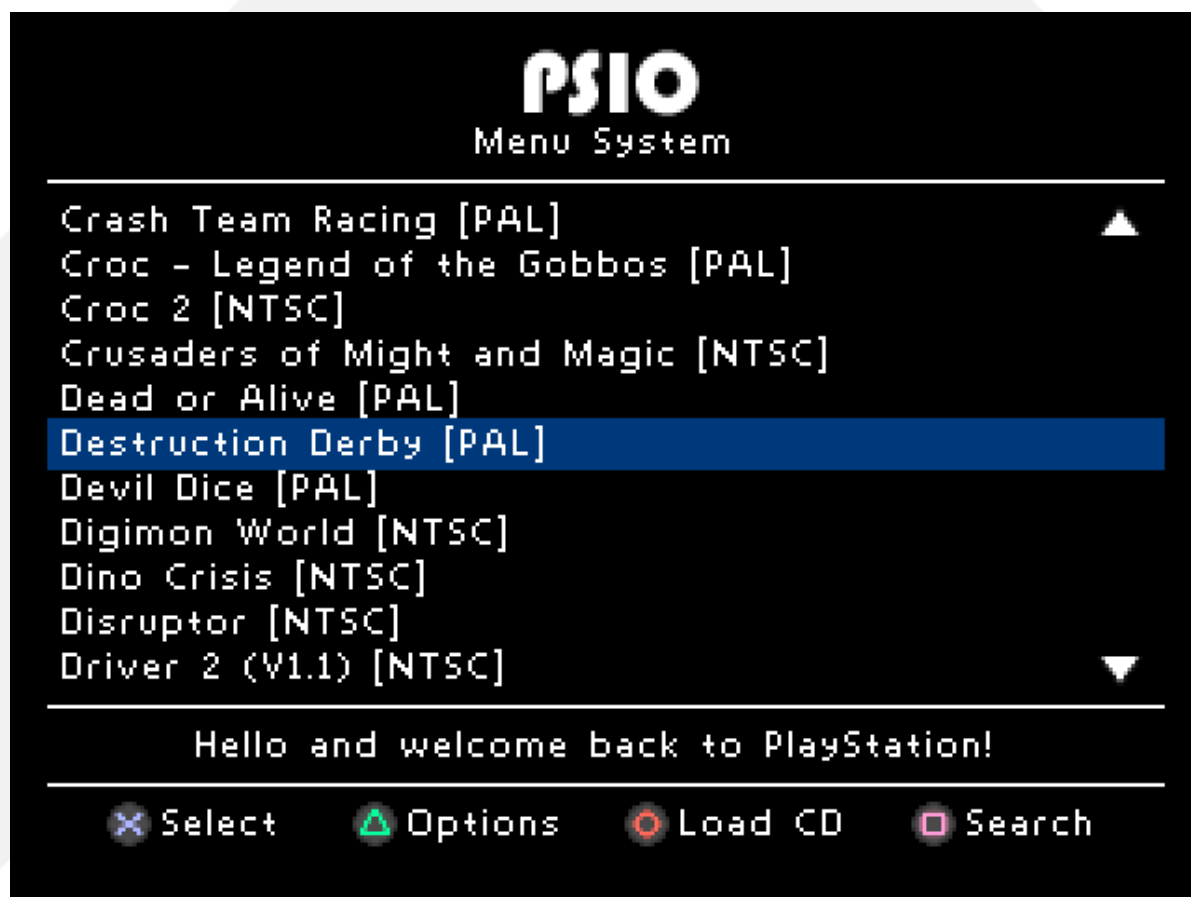 PSIO
Menu System
Crash Team Racing [PAL]
Croc - Legend of the Gobbos [PAL]
Croc 2 [NTSC]
Crusaders of Might and Magic [NTSC]
Dead or Alive [PAL]
Destruction Derby [PAL]
Devil Dice [PAL]
Digimon World [NTSC]
Dino Crisis [NTSC]
Disruptor [NTSC]
Driver 2 (V1.1) [NTSC]
Hello and welcome back to PlayStation!
Select Options Load CD Search